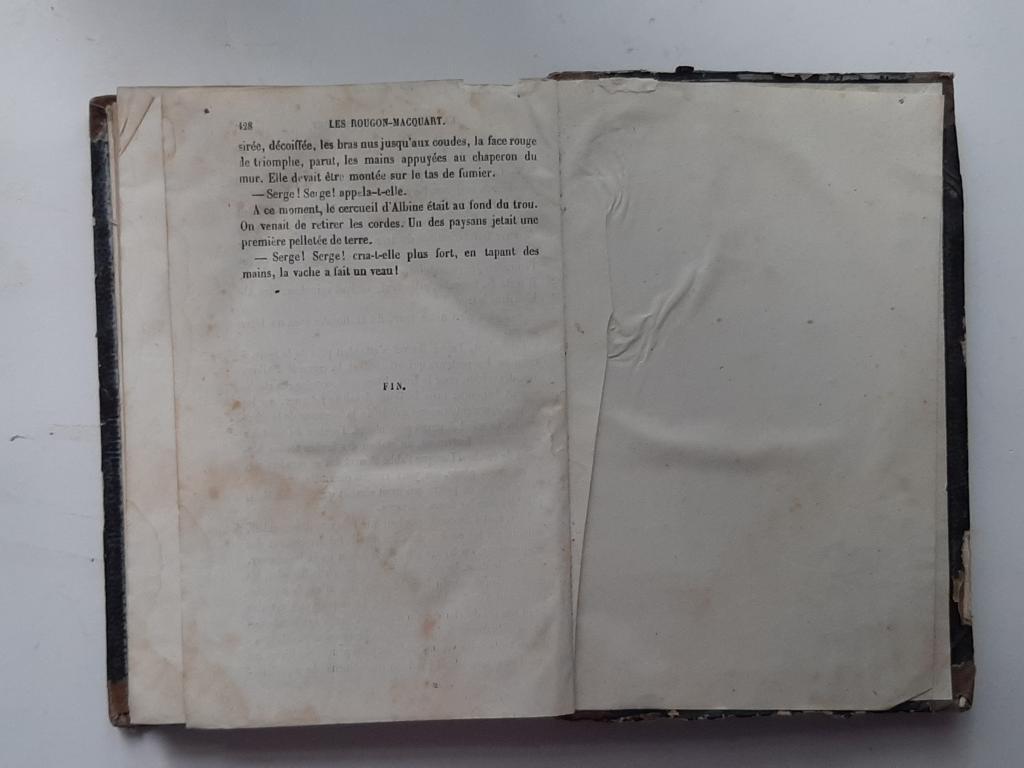 428 LES ROUGON-MACQUART.
sirée, décoiffée, les bras nus jusqu'aux coudes, la face rouge
de triomphe, parut, les mains appuyées au chaperon du
mur. Elle devait être montée sur le tas de fumier.
— Serge! Serge! appela-t-elle.
A ce moment, le cercueil d'Albine était au fond du trou.
On venait de retirer les cordes. Un des paysans jetait une
première pelletée de terre.
— Serge! Serge! cria-t-elle plus fort, en tapant des
mains, la vache a fait un veau!
FIN.